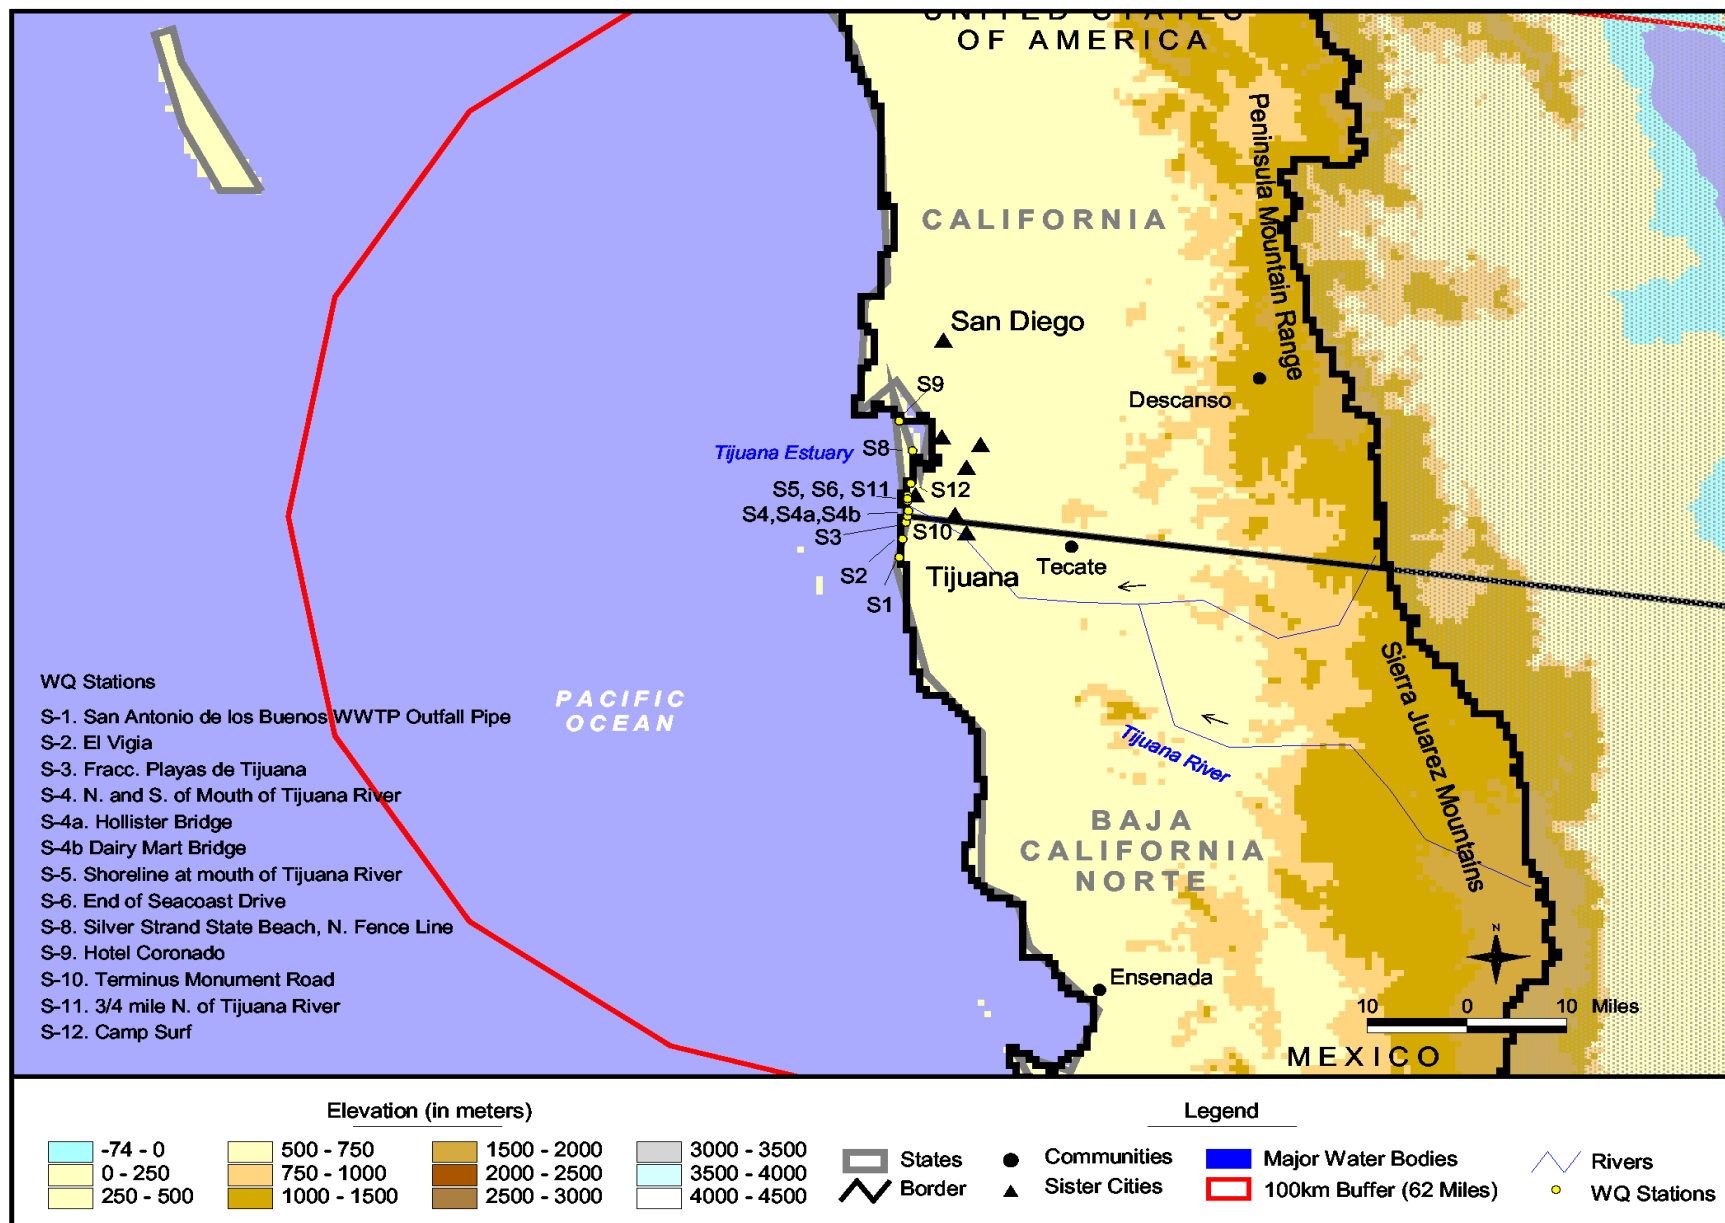 UNITED STATES
OF AMERICA
Peninsula Mountain Range
CALIFORNIA
San Diego
S9
Descanso
Tijuana Estuary
S8
S5, S6, S11
S12
S4,S4a,S4b
S10
S3
Tecate
S2
Tijuana
S1
Sierra Juarez Mountains
WQ Stations
S-1. San Antonio de los Buenos WWTP Outfall Pipe
S-2. El Vigia
S-3. Fracc. Playas de Tijuana
S-4. N. and S. of Mouth of Tijuana River
S-4a. Hollister Bridge
S-4b Dairy Mart Bridge
S-5. Shoreline at mouth of Tijuana River
S-6. End of Seacoast Drive
S-8. Silver Strand State Beach, N. Fence Line
S-9. Hotel Coronado
S-10. Terminus Monument Road
S-11. 3/4 mile N. of Tijuana River
S-12. Camp Surf
PACIFIC
OCEAN
Tijuana River
BAJA
CALIFORNIA
NORTE
N
Ensenada
10 0 10 Miles
MEXICO
Elevation (in meters)
-74 - 0
0 - 250
250 - 500
500 - 750
750 - 1000
1000 - 1500
1500 - 2000
2000 - 2500
2500 - 3000
3000 - 3500
3500 - 4000
4000 - 4500
Legend
States
Border
Communities
Sister Cities
Major Water Bodies
100km Buffer (62 Miles)
Rivers
WQ Stations